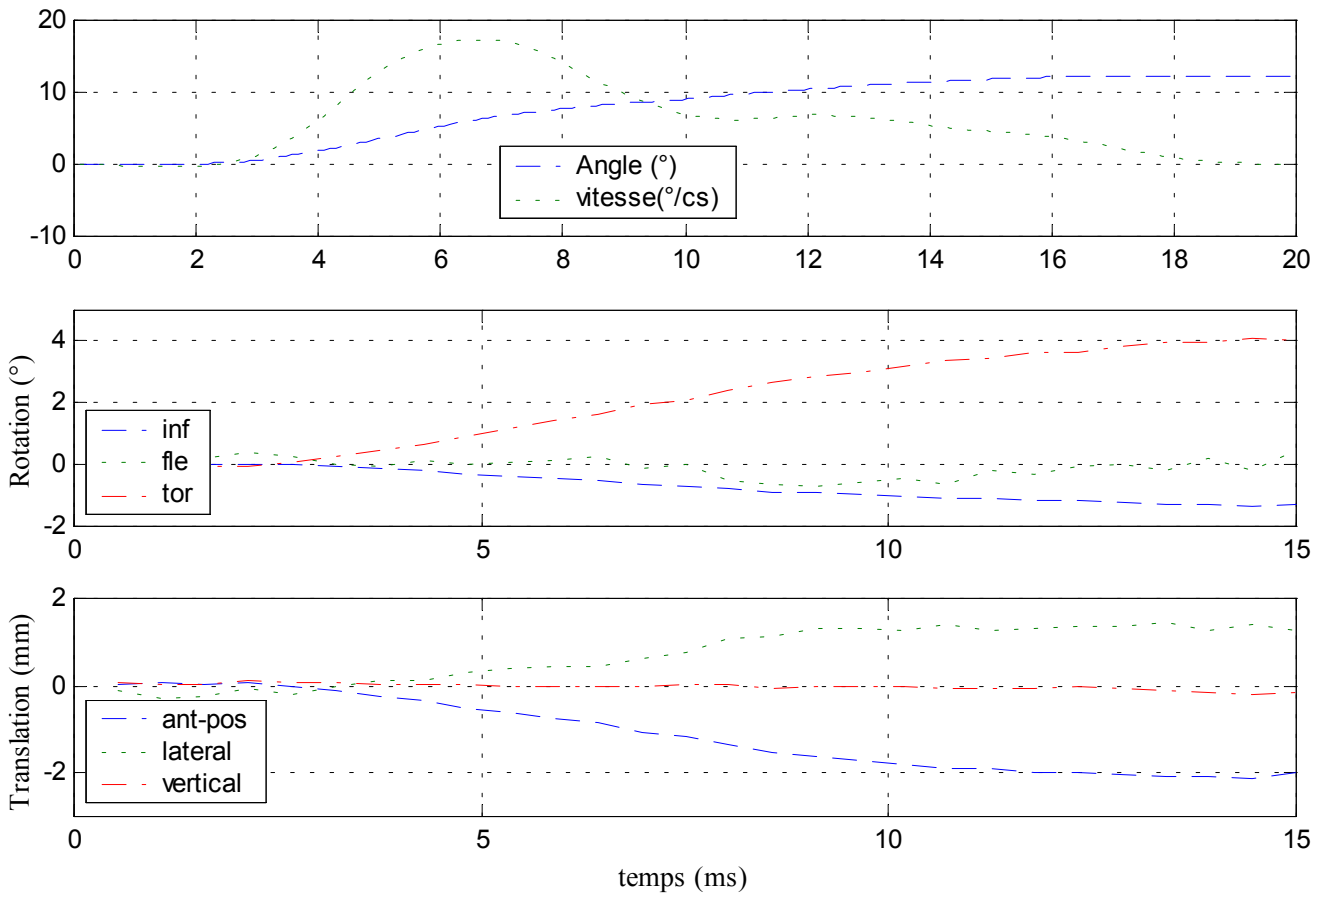 20
10
0
-10
Angle (°)
vitesse(°/cs)
0 2 4 6 8 10 12 14 16 18 20
Rotation (°)
4
2
0
-2
inf
fle
tor
0 5 10 15
Translation (mm)
2
0
-2
ant-pos
lateral
vertical
0 5 10 15
temps (ms)